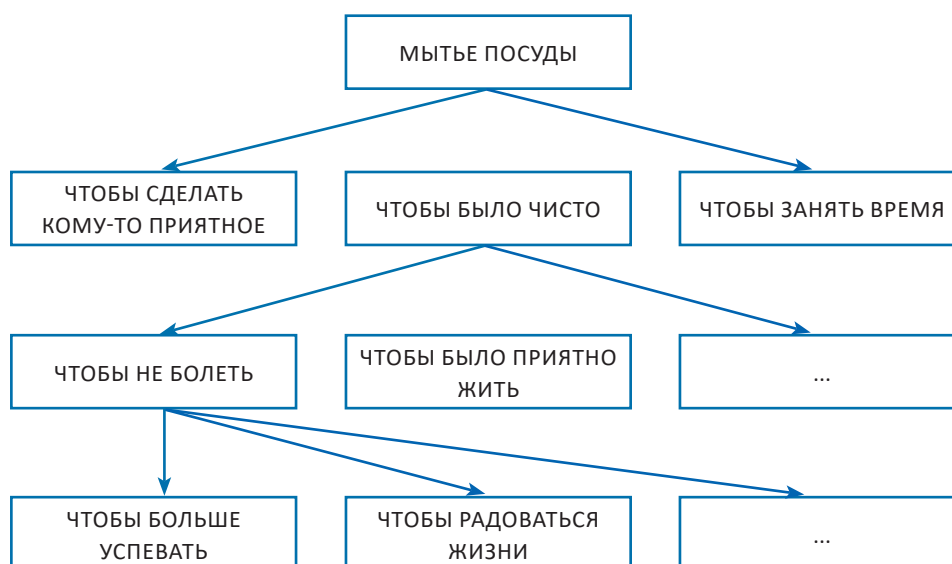 МЫТЬЕ ПОСУДЫ
ЧТОБЫ СДЕЛАТЬ
КОМУ-ТО ПРИЯТНОЕ
ЧТОБЫ БЫЛО ЧИСТО
ЧТОБЫ ЗАНЯТЬ ВРЕМЯ
ЧТОБЫ НЕ БОЛЕТЬ
ЧТОБЫ БЫЛО ПРИЯТНО
ЖИТЬ
...
ЧТОБЫ БОЛЬШЕ
УСПЕВАТЬ
ЧТОБЫ РАДОВАТЬСЯ
ЖИЗНИ
...